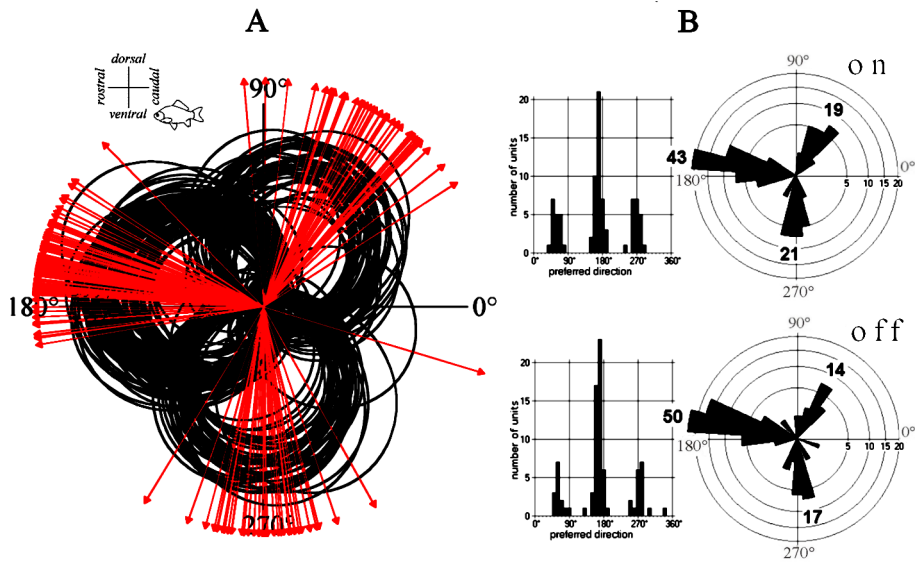 A
dorsal
rostral
caudal
ventral
90°
180°
0°
270°
B
on
number of units
20
15
10
5
0
0° 90° 180° 270° 360°
preferred direction
90°
19
43
180°
0°
5 10 15 20
21
270°
off
number of units
20
15
10
5
0
0° 90° 180° 270° 360°
preferred direction
90°
14
50
180°
0°
5 10 15 20
17
270°